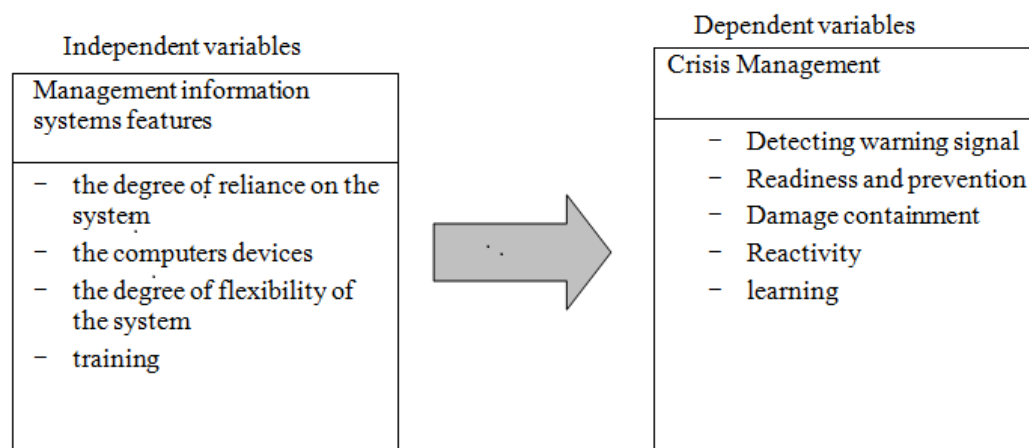 Independent variables
Management information
systems features
– the degree of reliance on the
system
– the computers devices
– the degree of flexibility of
the system
– training
Dependent variables
Crisis Management
– Detecting warning signal
– Readiness and prevention
– Damage containment
– Reactivity
– learning